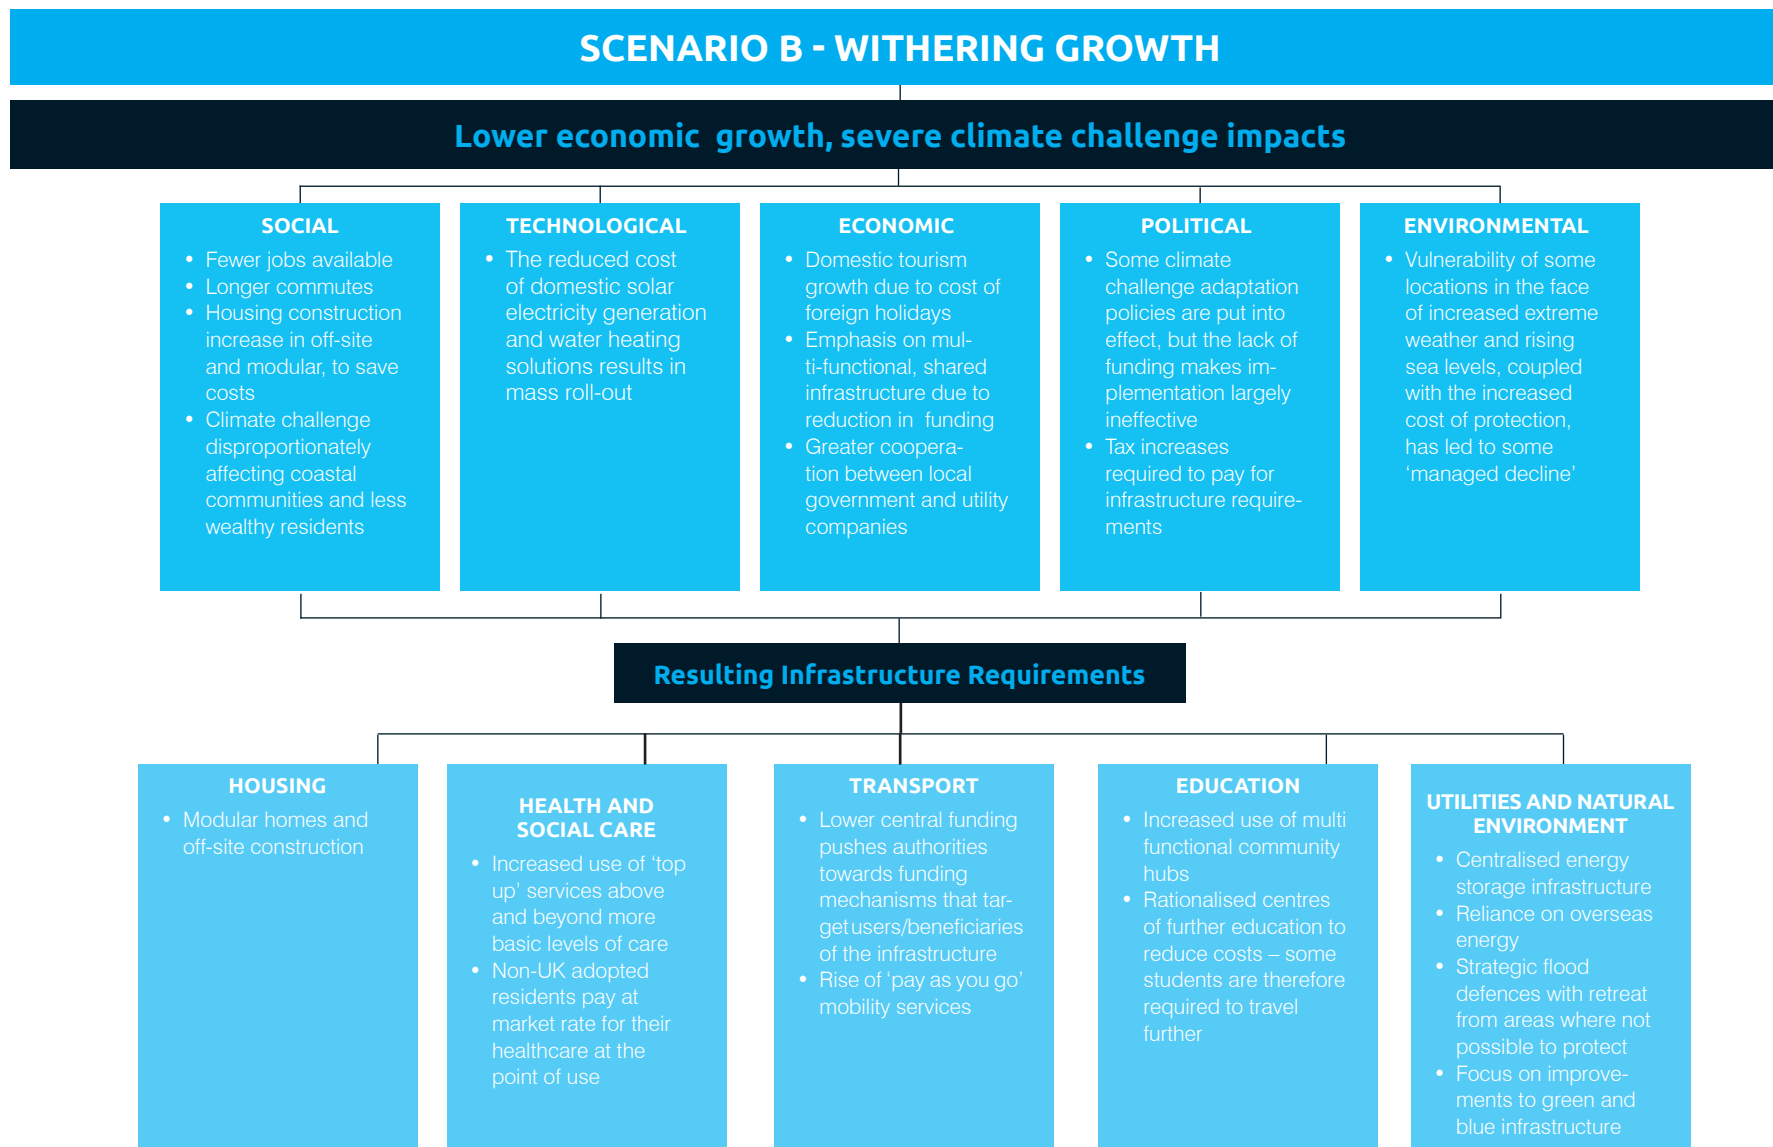 SCENARIO B - WITHERING GROWTH
Lower economic growth, severe climate challenge impacts
SOCIAL
• Fewer jobs available
• Longer commutes
• Housing construction
increase in off-site
and modular, to save
costs
• Climate challenge
disproportionately
affecting coastal
communities and less
wealthy residents
TECHNOLOGICAL
• The reduced cost
of domestic solar
electricity generation
and water heating
solutions results in
mass roll-out
ECONOMIC
• Domestic tourism
growth due to cost of
foreign holidays
• Emphasis on mul-
ti-functional, shared
infrastructure due to
reduction in funding
• Greater coopera-
tion between local
government and utility
companies
POLITICAL
• Some climate
challenge adaptation
policies are put into
effect, but the lack of
funding makes im-
plementation largely
ineffective
• Tax increases
required to pay for
infrastructure require-
ments
ENVIRONMENTAL
• Vulnerability of some
locations in the face
of increased extreme
weather and rising
sea levels, coupled
with the increased
cost of protection,
has led to some
‘managed decline’
Resulting Infrastructure Requirements
HOUSING
• Modular homes and
off-site construction
HEALTH AND
SOCIAL CARE
• Increased use of ‘top
up’ services above
and beyond more
basic levels of care
• Non-UK adopted
residents pay at
market rate for their
healthcare at the
point of use
TRANSPORT
• Lower central funding
pushes authorities
towards funding
mechanisms that tar-
get users/beneficiaries
of the infrastructure
• Rise of ‘pay as you go’
mobility services
EDUCATION
• Increased use of multi
functional community
hubs
• Rationalised centres
of further education to
reduce costs – some
students are therefore
required to travel
further
UTILITIES AND NATURAL
ENVIRONMENT
• Centralised energy
storage infrastructure
• Reliance on overseas
energy
• Strategic flood
defences with retreat
from areas where not
possible to protect
• Focus on improve-
ments to green and
blue infrastructure